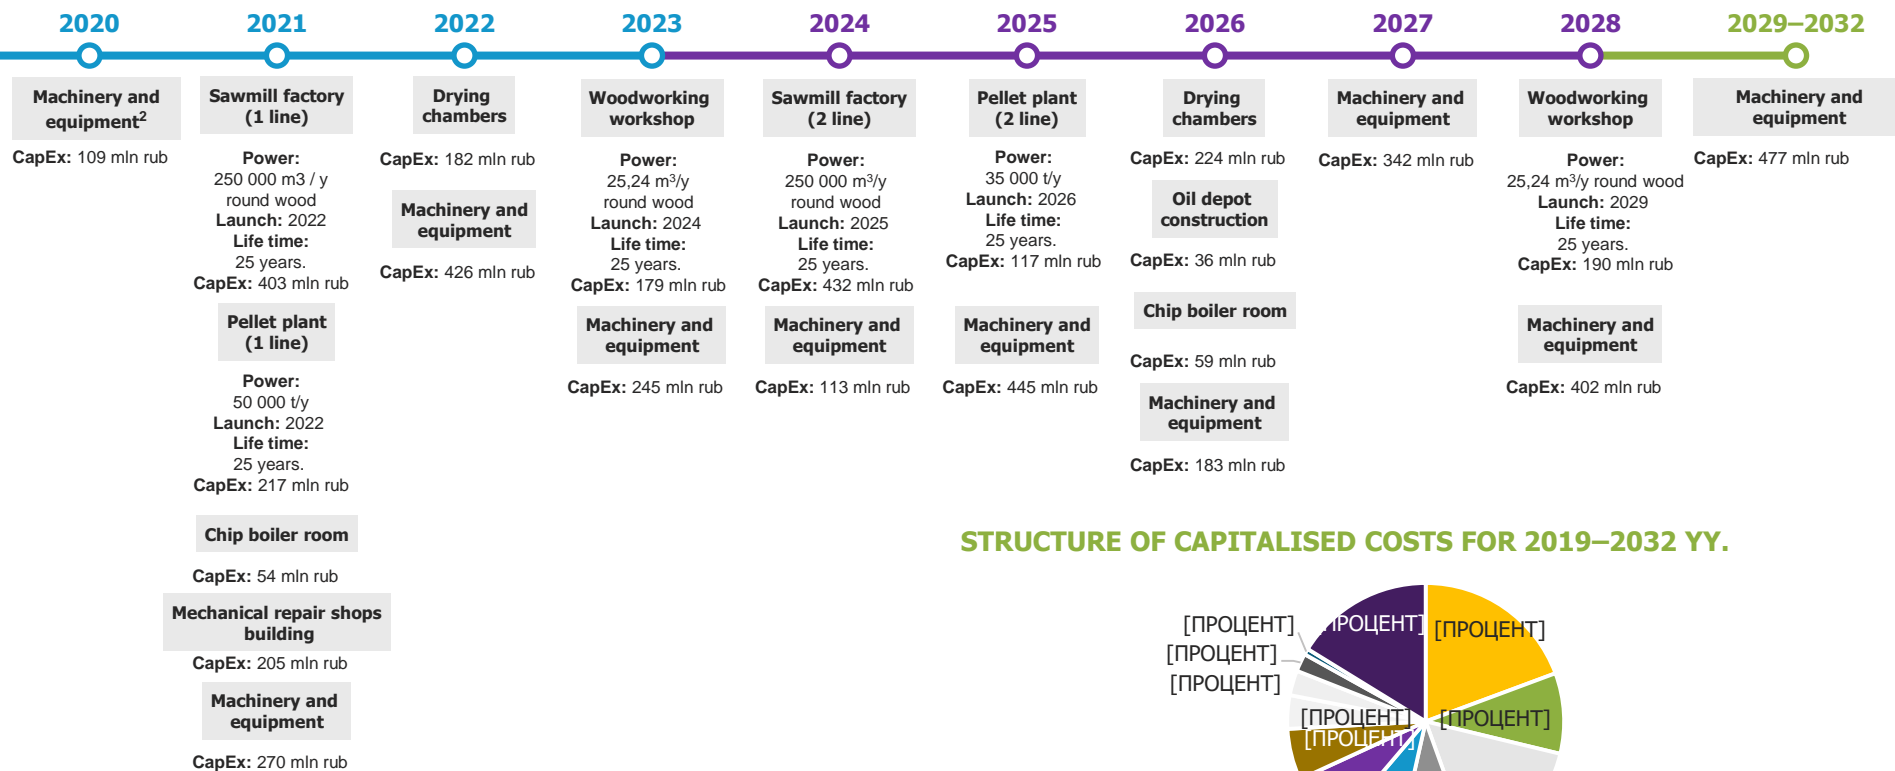 2020
2021
2022
2023
2024
2025
2026
2027
2028
2029–2032
Machinery and
equipment²
CapEx: 109 mln rub
Sawmill factory
(1 line)
Power:
250 000 m3 / y
round wood
Launch: 2022
Life time:
25 years.
CapEx: 403 mln rub
Pellet plant
(1 line)
Power:
50 000 t/y
Launch: 2022
Life time:
25 years.
CapEx: 217 mln rub
Chip boiler room
CapEx: 54 mln rub
Mechanical repair shops
building
CapEx: 205 mln rub
Machinery and
equipment
CapEx: 270 mln rub
Drying
chambers
CapEx: 182 mln rub
Machinery and
equipment
CapEx: 426 mln rub
Woodworking
workshop
Power:
25,24 m³/y
round wood
Launch: 2024
Life time:
25 years.
CapEx: 179 mln rub
Machinery and
equipment
CapEx: 245 mln rub
Sawmill factory
(2 line)
Power:
250 000 m³/y
round wood
Launch: 2025
Life time:
25 years.
CapEx: 432 mln rub
Machinery and
equipment
CapEx: 113 mln rub
Pellet plant
(2 line)
Power:
35 000 t/y
Launch: 2026
Life time:
25 years.
CapEx: 117 mln rub
Machinery and
equipment
CapEx: 445 mln rub
Drying
chambers
CapEx: 224 mln rub
Oil depot
construction
CapEx: 36 mln rub
Chip boiler room
CapEx: 59 mln rub
Machinery and
equipment
CapEx: 183 mln rub
Machinery and
equipment
CapEx: 342 mln rub
Woodworking
workshop
Power:
25,24 m³/y round wood
Launch: 2029
Life time:
25 years.
CapEx: 190 mln rub
Machinery and
equipment
CapEx: 402 mln rub
Machinery and
equipment
CapEx: 477 mln rub
STRUCTURE OF CAPITALISED COSTS FOR 2019–2032 YY.
[ПРОЦЕНТ]
[ПРОЦЕНТ]
[ПРОЦЕНТ]
[ПРОЦЕНТ]
[ПРОЦЕНТ]
[ПРОЦЕНТ]
[ПРОЦЕНТ]
[ПРОЦЕНТ]